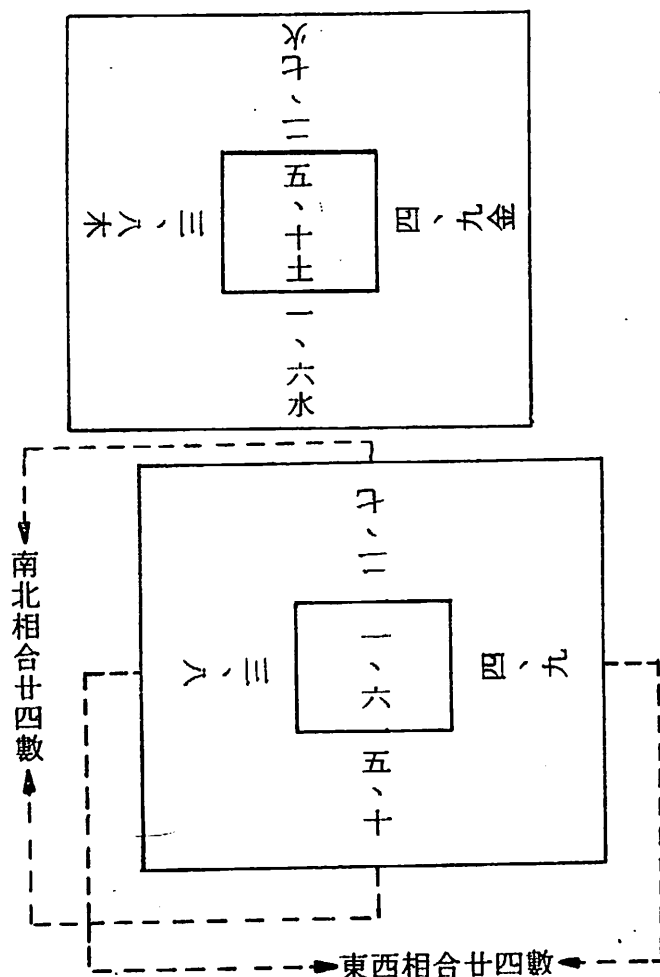 二、七火
三、八木
五、十土
四、九金
一、六水
二、七
三、八
一、六
四、九
五、十
南北相合廿四數
東西相合廿四數